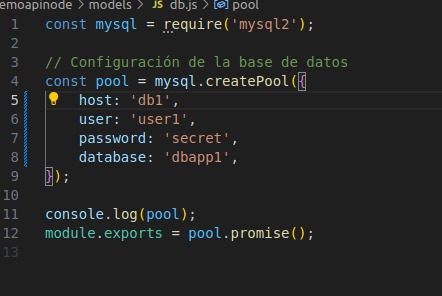 emoapinode > models > JS db.js > pool
1 const mysql = require('mysql2');
2
3 // Configuración de la base de datos
4 const pool = mysql.createPool({
5 host: 'db1',
6 user: 'user1',
7 password: 'secret',
8 database: 'dbapp1',
9 });
10
11 console.log(pool);
12 module.exports = pool.promise();
13